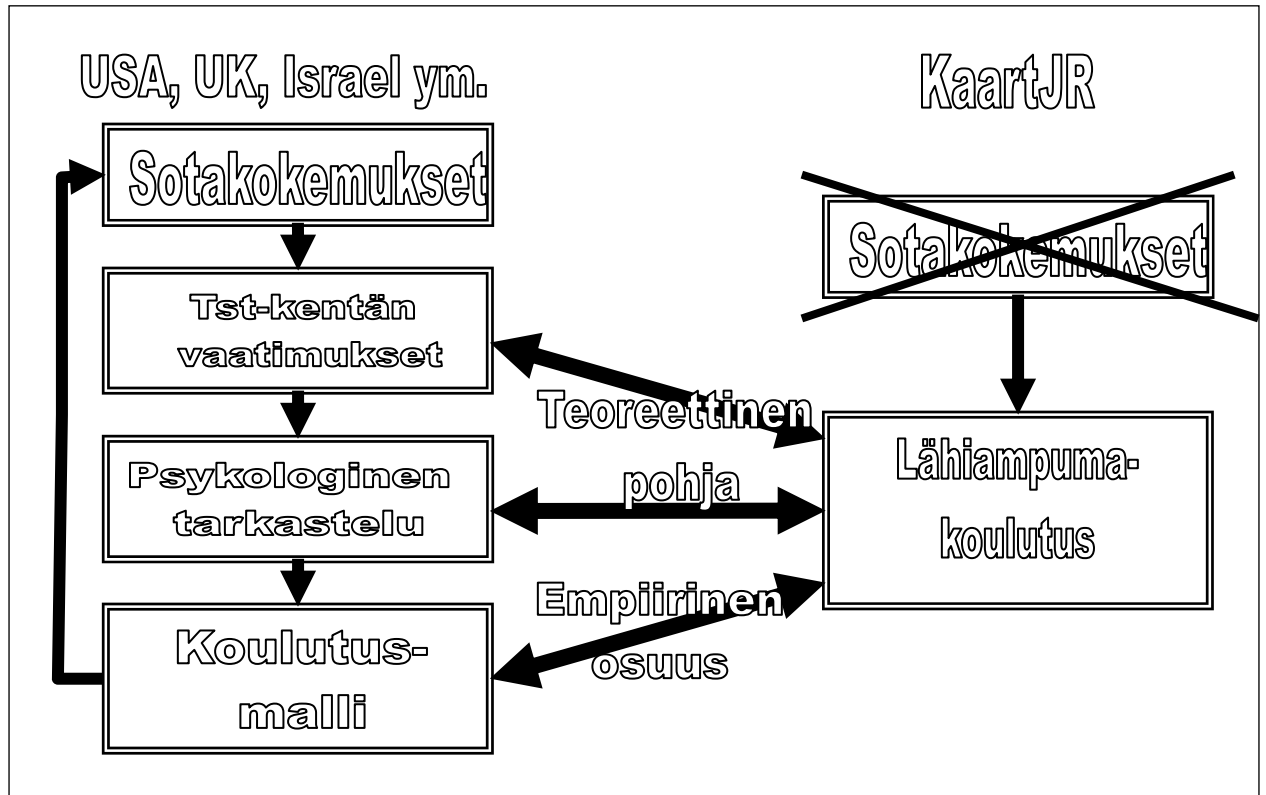 USA, UK, Israel ym.
Sotakokemukset
Tst-kentän
vaatimukset
Psykologinen
tarkastelu
Koulutus-
malli
Teoreettinen
pohja
Empiirinen
osuus
KaartJR
Sotakokemukset
Lähiampuma-
koulutus